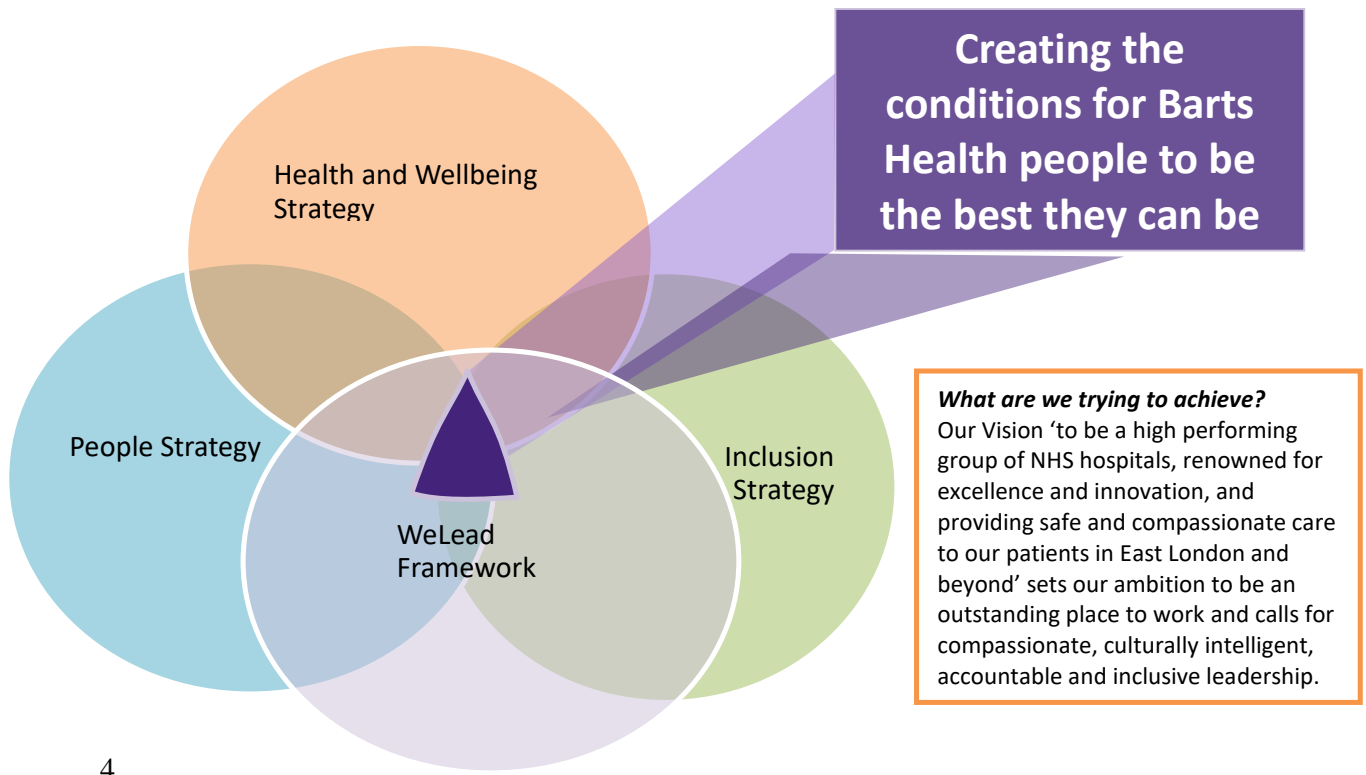 Creating the
conditions for Barts
Health people to be
the best they can be
Health and Wellbeing
Strategy
People Strategy
Inclusion
Strategy
WeLead
Framework
What are we trying to achieve?
Our Vision ‘to be a high performing
group of NHS hospitals, renowned for
excellence and innovation, and
providing safe and compassionate care
to our patients in East London and
beyond’ sets our ambition to be an
outstanding place to work and calls for
compassionate, culturally intelligent,
accountable and inclusive leadership.
4